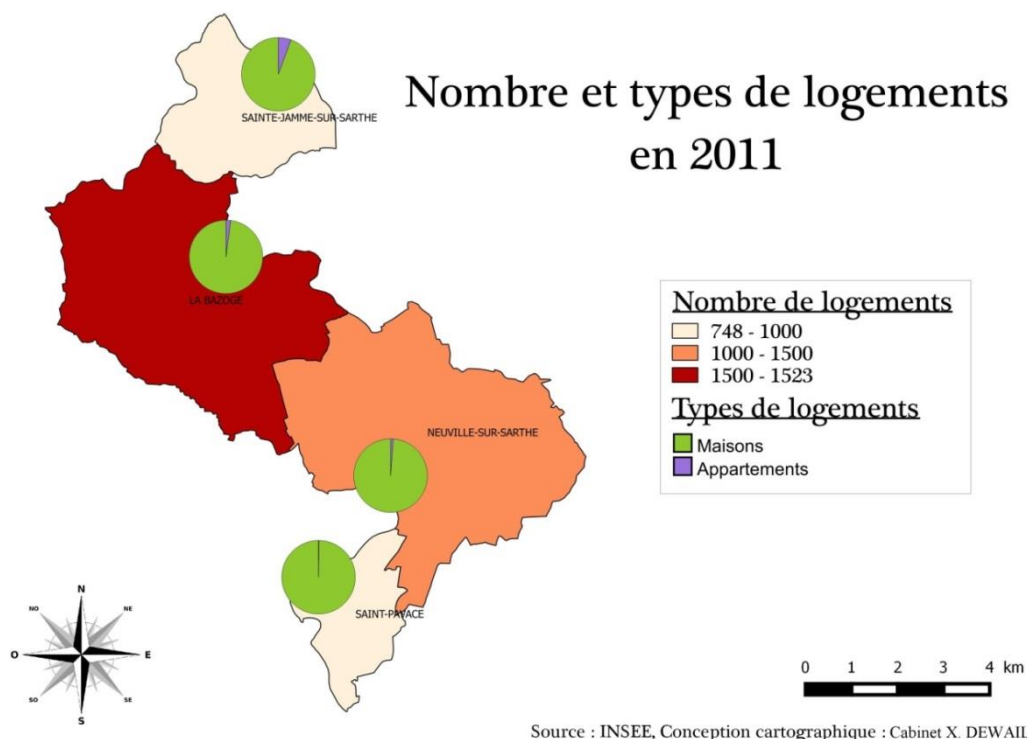 Nombre et types de logements
en 2011
SAINTE-JAMME-SUR-SARTHE
LA BAZOGE
NEUVILLE-SUR-SARTHE
SAINT-PAVACE
Nombre de logements
748 - 1000
1000 - 1500
1500 - 1523
Types de logements
Maisons
Appartements
N
NO NE
O E
SO SE
S
0 1 2 3 4 km
Source : INSEE, Conception cartographique : Cabinet X. DEWAIL